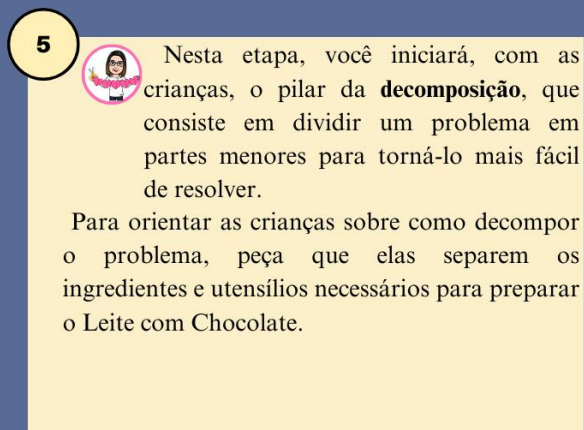 5
Nesta etapa, você iniciará, com as
crianças, o pilar da decomposição, que
consiste em dividir um problema em
partes menores para torná-lo mais fácil
de resolver.
Para orientar as crianças sobre como decompor
o problema, peça que elas separem os
ingredientes e utensílios necessários para preparar
o Leite com Chocolate.